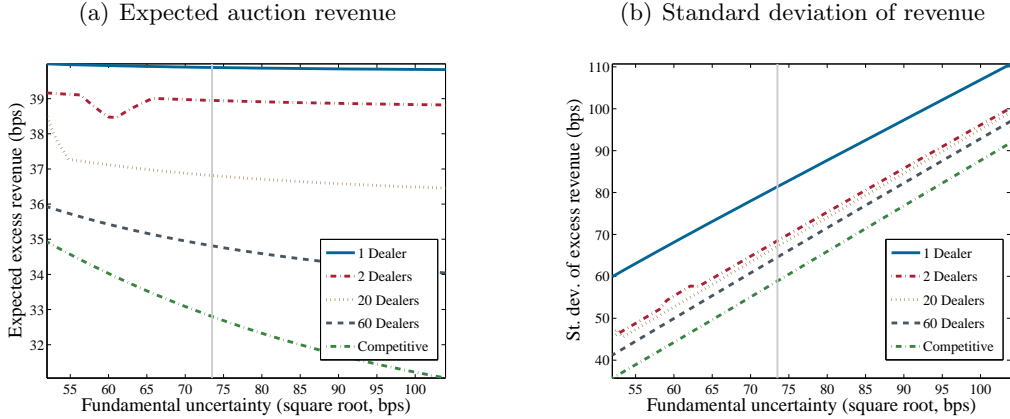 (a) Expected auction revenue
Expected excess revenue (bps)
39
38
37
36
35
34
33
32
55 60 65 70 75 80 85 90 95 100
Fundamental uncertainty (square root, bps)
1 Dealer
2 Dealers
20 Dealers
60 Dealers
Competitive
(b) Standard deviation of revenue
St. dev. of excess revenue (bps)
110
100
90
80
70
60
50
40
55 60 65 70 75 80 85 90 95 100
Fundamental uncertainty (square root, bps)
1 Dealer
2 Dealers
20 Dealers
60 Dealers
Competitive